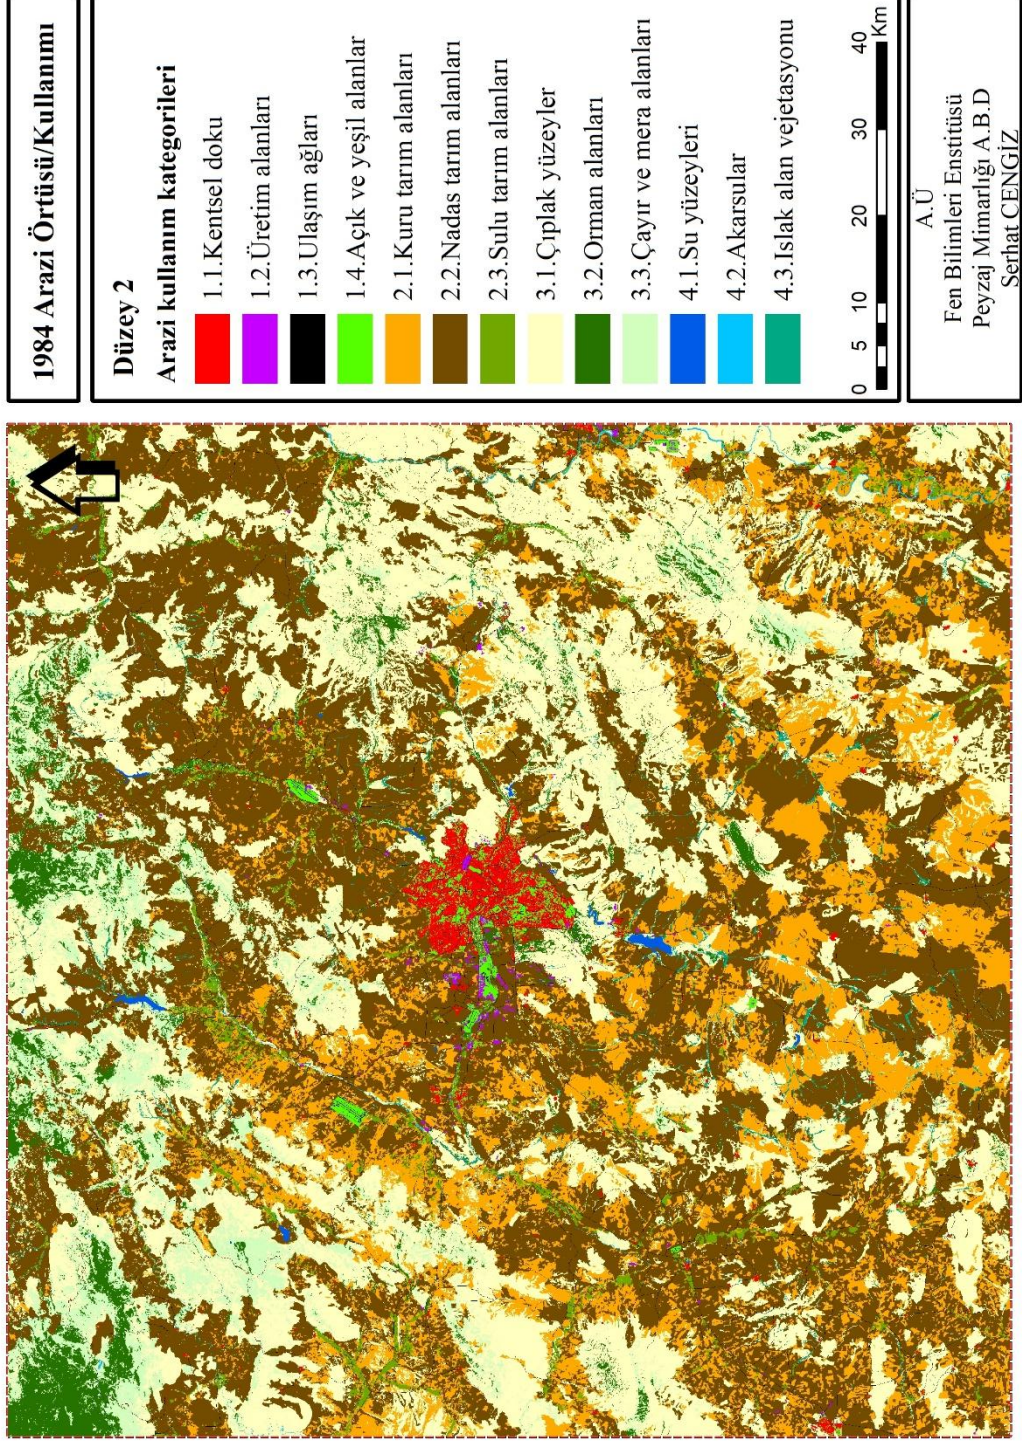 1984 Arazi Örtüsü/Kullanımı
Düzey 2
Arazi kullanım kategorileri
1.1.Kentsel doku
1.2.Üretim alanları
1.3.Ulaşım ağları
1.4.Açık ve yeşil alanlar
2.1.Kuru tarım alanları
2.2.Nadas tarım alanları
2.3.Sulu tarım alanları
3.1.Çıplak yüzeyler
3.2.Orman alanları
3.3.Çayır ve mera alanları
4.1.Su yüzeyleri
4.2.Akarsular
4.3.Islak alan vejetasyonu
0 5 10 20 30 40
Km
A.Ü
Fen Bilimleri Enstitüsü
Peyzaj Mimarlığı A.B.D
Serhat CENGİZ